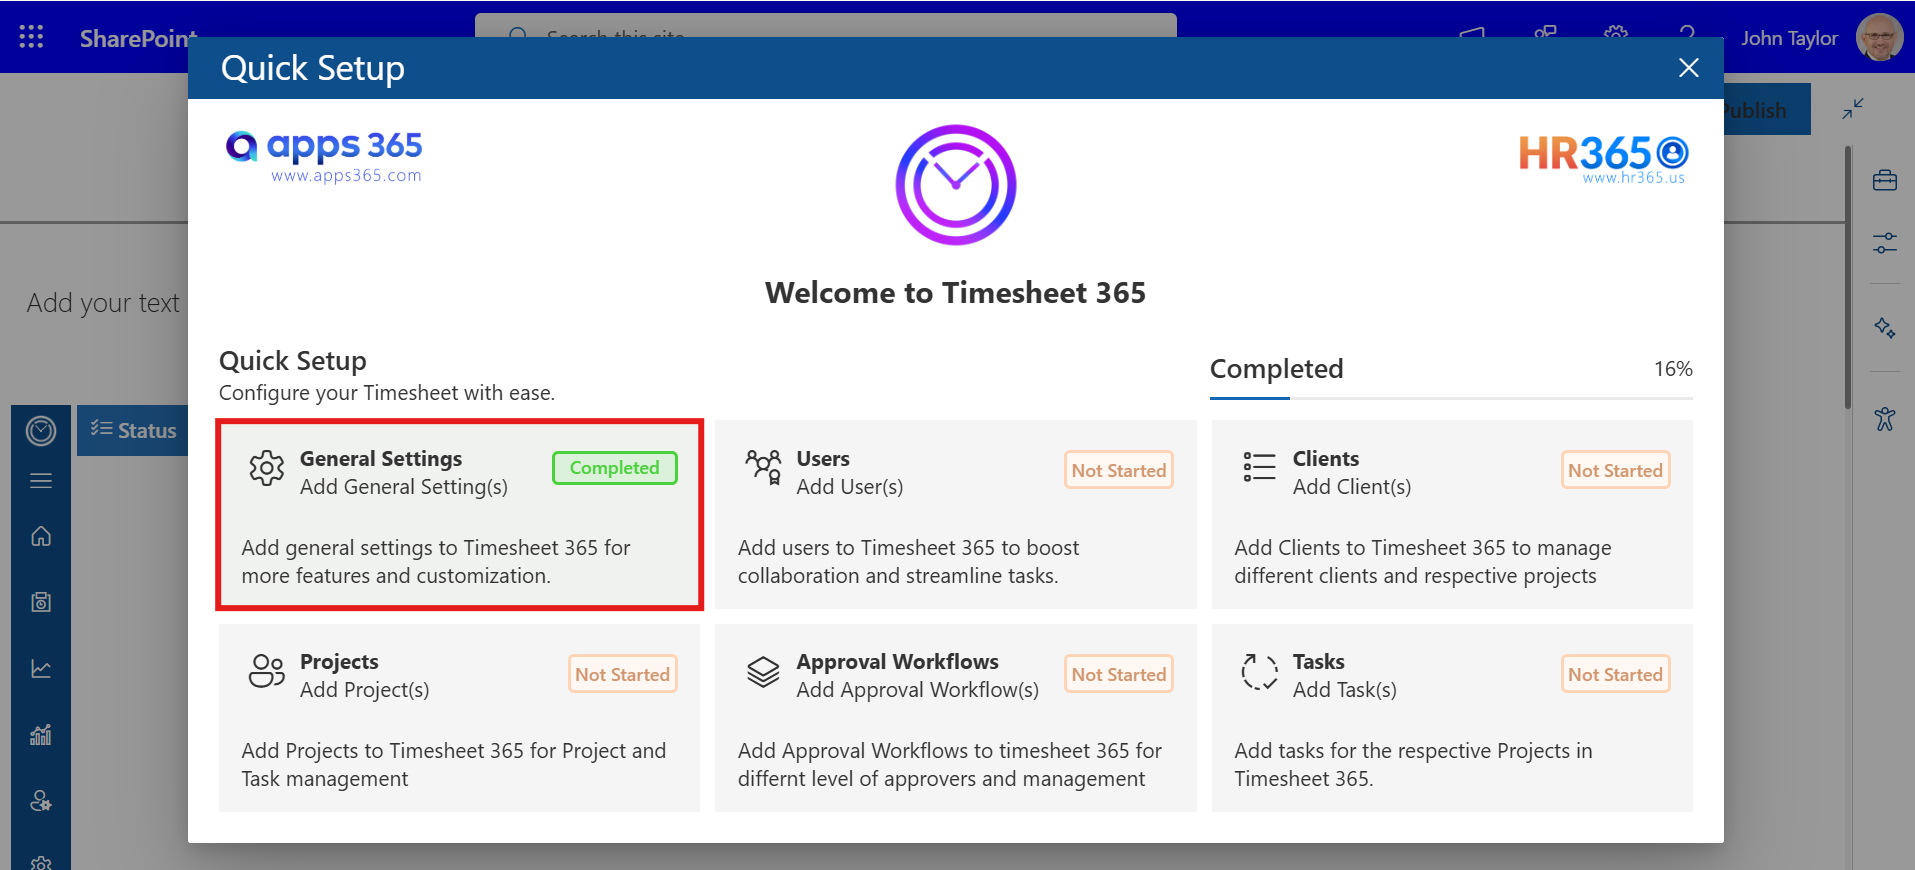 SharePoint
Search this site
John Taylor
Quick Setup
Publish
apps 365
www.apps365.com
HR365
www.hr365.us
Welcome to Timesheet 365
Add your text
Quick Setup
Configure your Timesheet with ease.
Completed
16%
Status
General Settings
Add General Setting(s)
Completed
Add general settings to Timesheet 365 for
more features and customization.
Users
Add User(s)
Not Started
Add users to Timesheet 365 to boost
collaboration and streamline tasks.
Clients
Add Client(s)
Not Started
Add Clients to Timesheet 365 to manage
different clients and respective projects
Projects
Add Project(s)
Not Started
Add Projects to Timesheet 365 for Project and
Task management
Approval Workflows
Add Approval Workflow(s)
Not Started
Add Approval Workflows to timesheet 365 for
differnt level of approvers and management
Tasks
Add Task(s)
Not Started
Add tasks for the respective Projects in
Timesheet 365.